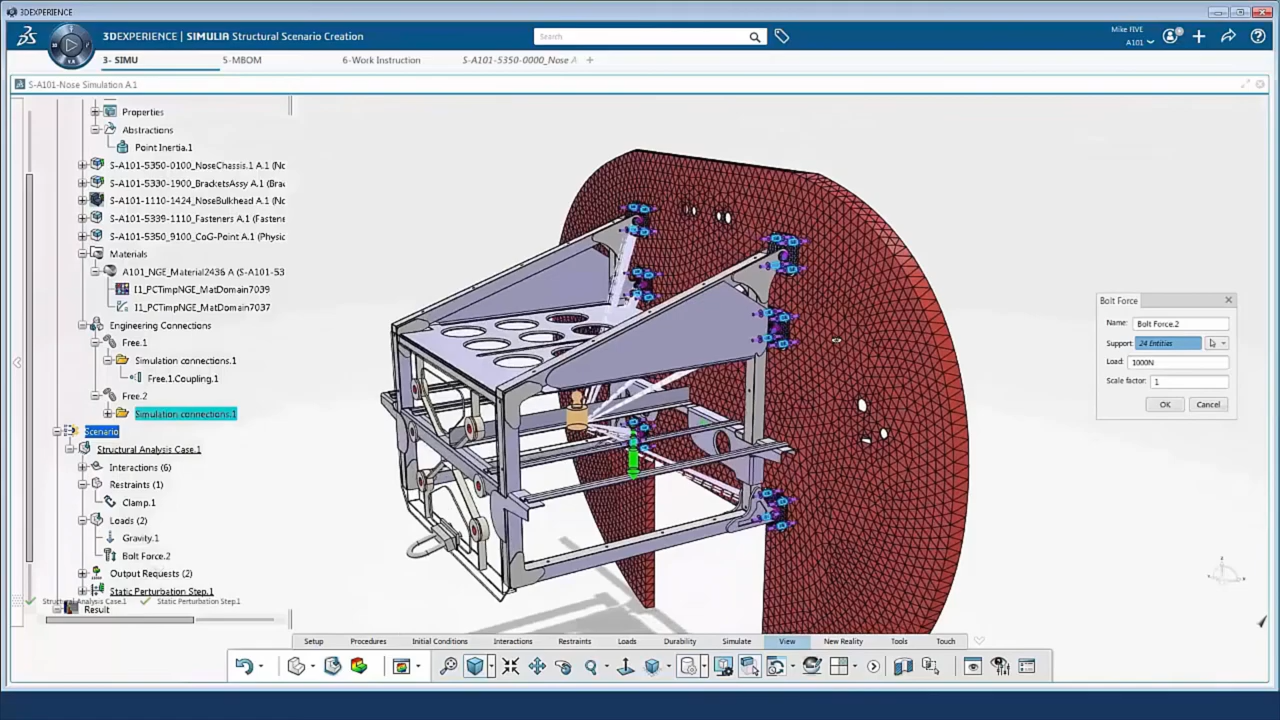 3DEXPERIENCE
3DEXPERIENCE | SIMULIA Structural Scenario Creation
Search
Mike FIVE
A101
3- SIMU
5-MBOM
6-Work Instruction
S-A101-5350-0000_Nose A
S-A101-Nose Simulation A.1
Properties
Abstractions
Point Inertia.1
S-A101-5350-0100_NoseChassis.1 A.1 (Nc
S-A101-5330-1900_BracketsAssy A.1 (Brac
S-A101-1110-1424_NoseBulkhead A.1 (No
S-A101-5339-1110_Fasteners A.1 (Fastene
S-A101-5350_9100_CoG-Point A.1 (Physic
Materials
A101_NGE_Material2436 A (S-A101-53
I1_PCTimpNGE_MatDomain7039
I1_PCTimpNGE_MatDomain7037
Engineering Connections
Free.1
Simulation connections.1
Free.1.Coupling.1
Free.2
Simulation connections.1
Scenario
Structural Analysis Case.1
Interactions (6)
Restraints (1)
Clamp.1
Loads (2)
Gravity.1
Bolt Force.2
Output Requests (2)
Static Perturbation Step.1
Structural Analysis Case.1 Static Perturbation Step.1
Result
Bolt Force
Name: Bolt Force.2
Support: 24 Entities
Load: 1000N
Scale factor: 1
OK Cancel
Setup Procedures Initial Conditions Interactions Restraints Loads Durability Simulate View New Reality Tools Touch